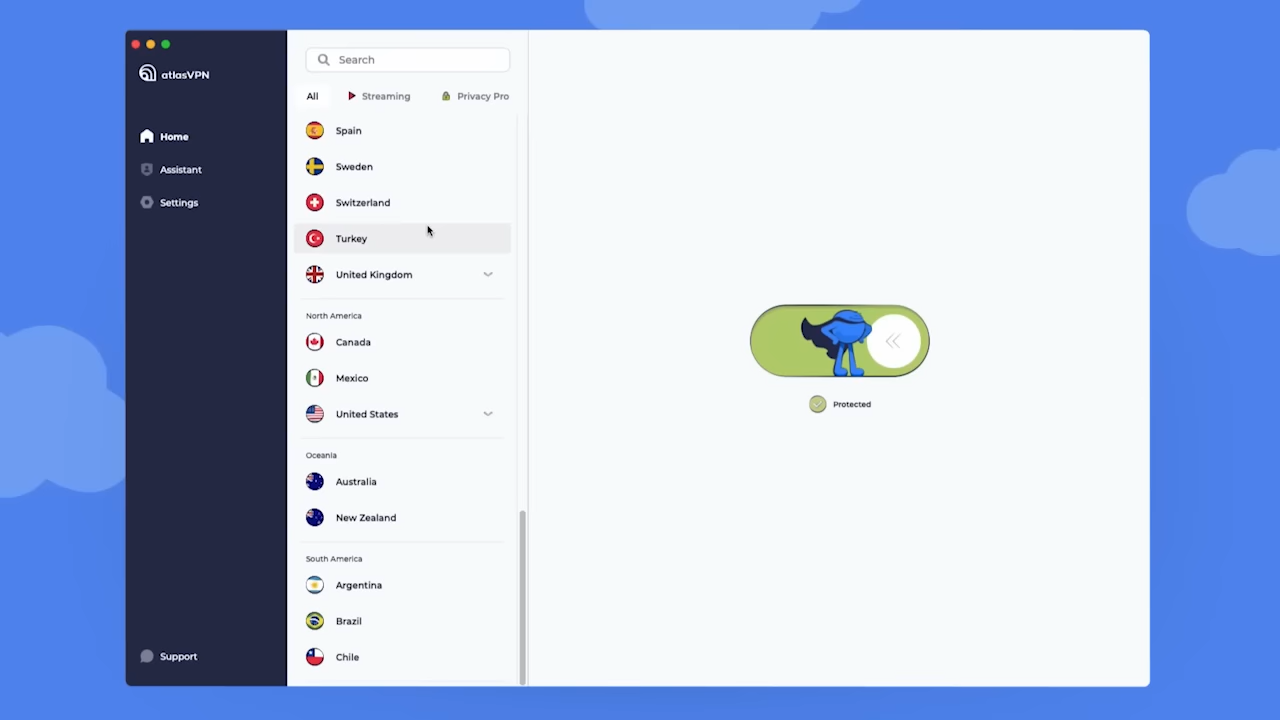 atlasVPN
Home
Assistant
Settings
Support
Search
All
Streaming
Privacy Pro
Spain
Sweden
Switzerland
Turkey
United Kingdom
North America
Canada
Mexico
United States
Oceania
Australia
New Zealand
South America
Argentina
Brazil
Chile
Protected